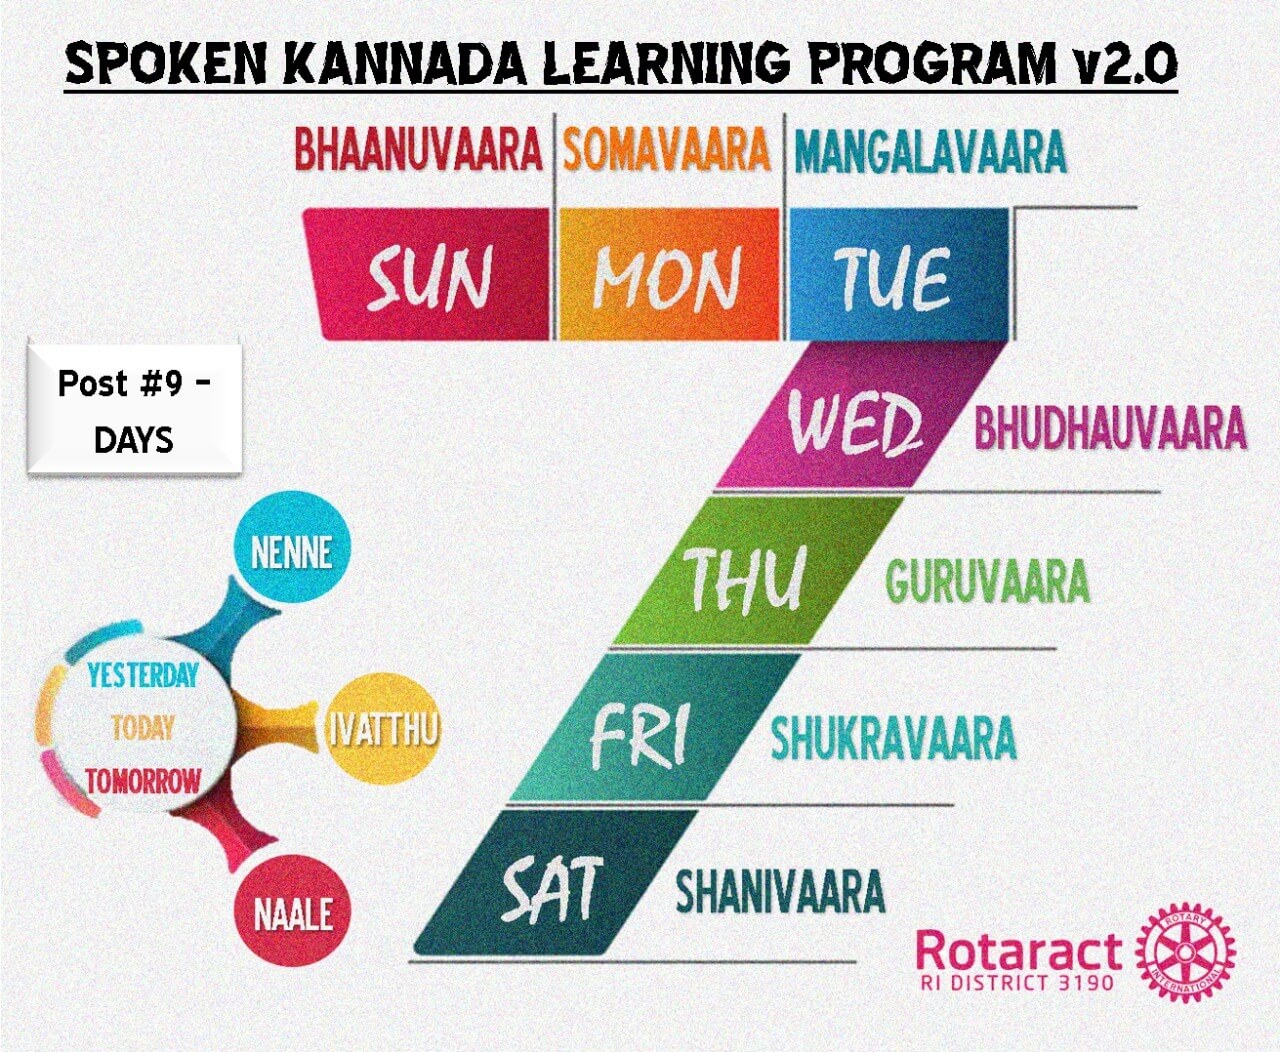 SPOKEN KANNADA LEARNING PROGRAM v2.0
BHAANUVAARA SOMAVAARA MANGALAVAARA
SUN MON TUE
Post #9 -
DAYS
WED BHUDHAUVAARA
THU GURUVAARA
FRI SHUKRAVAARA
SAT SHANIVAARA
NENNE
YESTERDAY
TODAY
TOMORROW
IVATTHU
NAALE
Rotaract
RI DISTRICT 3190
ROTARY
INTERNATIONAL